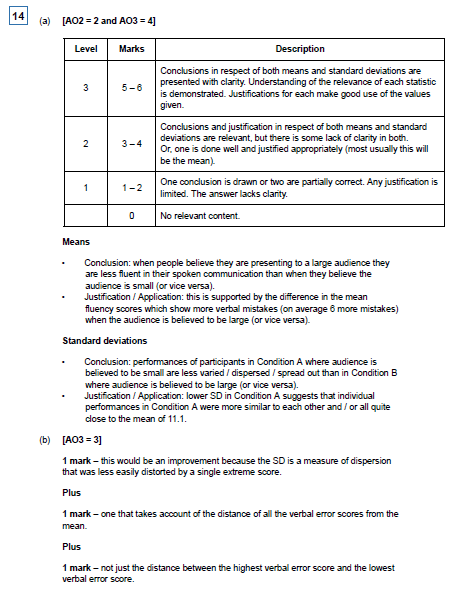 14
(a) [AO2 = 2 and AO3 = 4]
Level Marks Description
3 5 – 6 Conclusions in respect of both means and standard deviations are
presented with clarity. Understanding of the relevance of each statistic
is demonstrated. Justifications for each make good use of the values
given.
2 3 – 4 Conclusions and justification in respect of both means and standard
deviations are relevant, but there is some lack of clarity in both.
Or, one is done well and justified appropriately (most usually this will
be the mean).
1 1 – 2 One conclusion is drawn or two are partially correct. Any justification is
limited. The answer lacks clarity.
0 No relevant content.
Means
• Conclusion: when people believe they are presenting to a large audience they
are less fluent in their spoken communication than when they believe the
audience is small (or vice versa).
• Justification / Application: this is supported by the difference in the mean
fluency scores which show more verbal mistakes (on average 6 more mistakes)
when the audience is believed to be large (or vice versa).
Standard deviations
• Conclusion: performances of participants in Condition A where audience is
believed to be small are less varied / dispersed / spread out than in Condition B
where audience is believed to be large (or vice versa).
• Justification / Application: lower SD in Condition A suggests that individual
performances in Condition A were more similar to each other and / or all quite
close to the mean of 11.1.
(b) [AO3 = 3]
1 mark – this would be an improvement because the SD is a measure of dispersion
that was less easily distorted by a single extreme score.
Plus
1 mark – one that takes account of the distance of all the verbal error scores from the
mean.
Plus
1 mark – not just the distance between the highest verbal error score and the lowest
verbal error score.